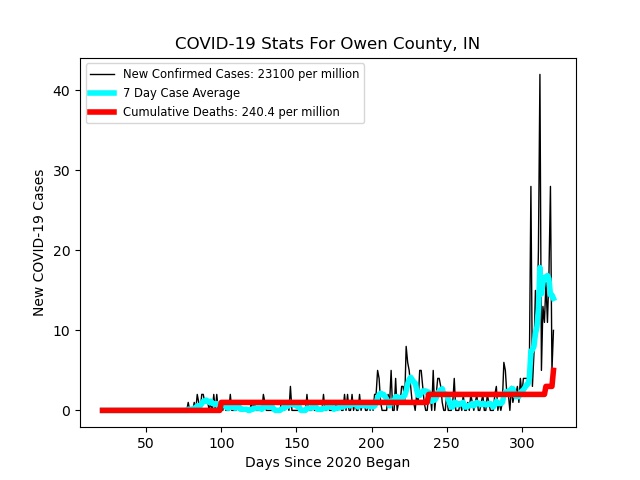 COVID-19 Stats For Owen County, IN
New Confirmed Cases: 23100 per million
7 Day Case Average
Cumulative Deaths: 240.4 per million
New COVID-19 Cases
40
30
20
10
0
50 100 150 200 250 300
Days Since 2020 Began